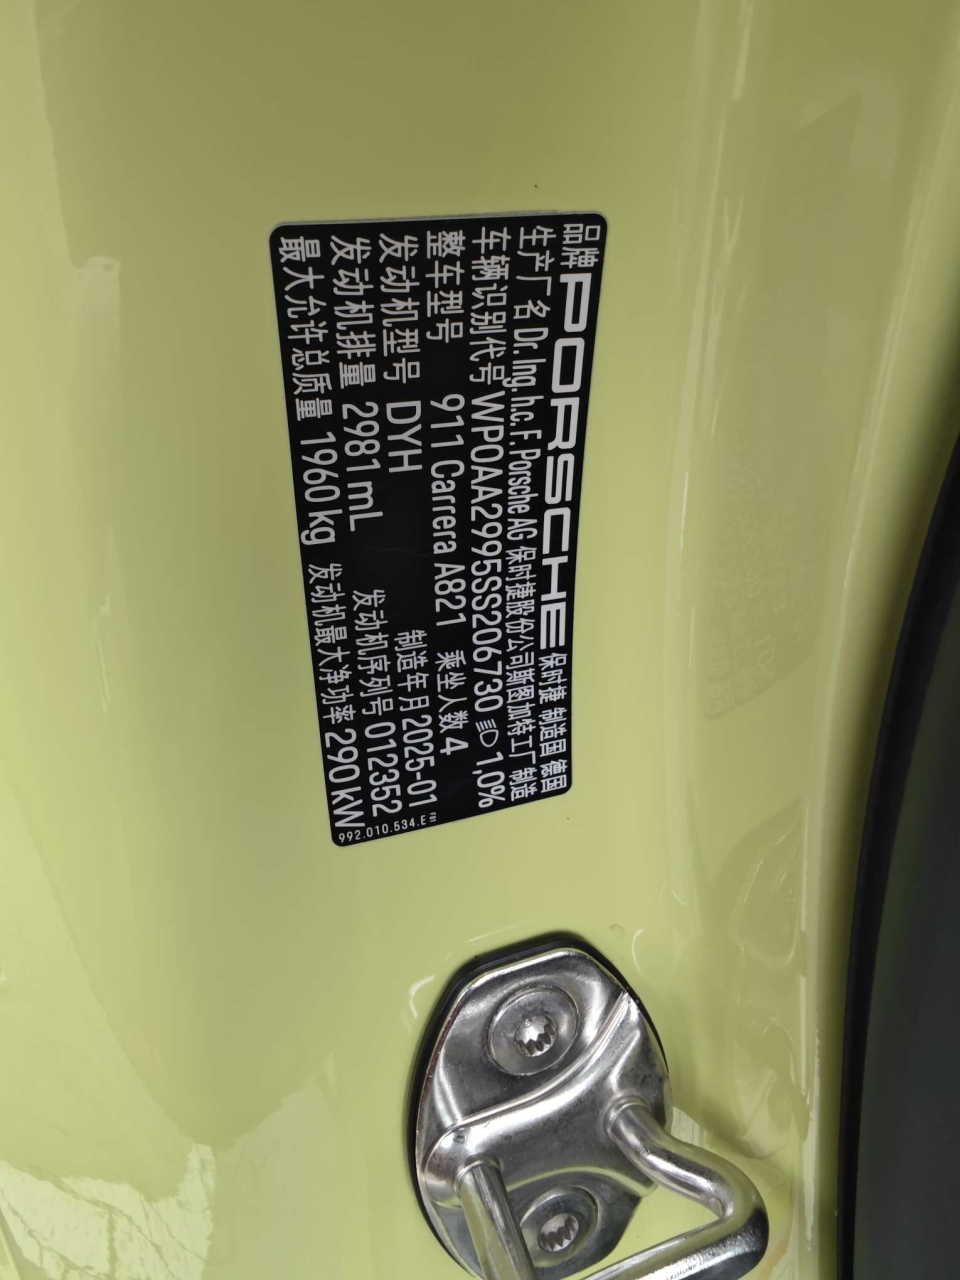 品牌 PORSCHE 保时捷 制造国 德国
生产厂名 Dr. Ing. h.c. F. Porsche AG 保时捷股份公司斯图加特工厂 制造
车辆识别代号 WP0AA2995SS206730 1,0%
整车型号 911 Carrera A821 乘坐人数 4
发动机型号 DYH 制造年月 2025-01
发动机排量 2981 mL 发动机序列号 012352
最大允许总质量 1960 kg 发动机最大净功率 290 kW
992.010.534.E